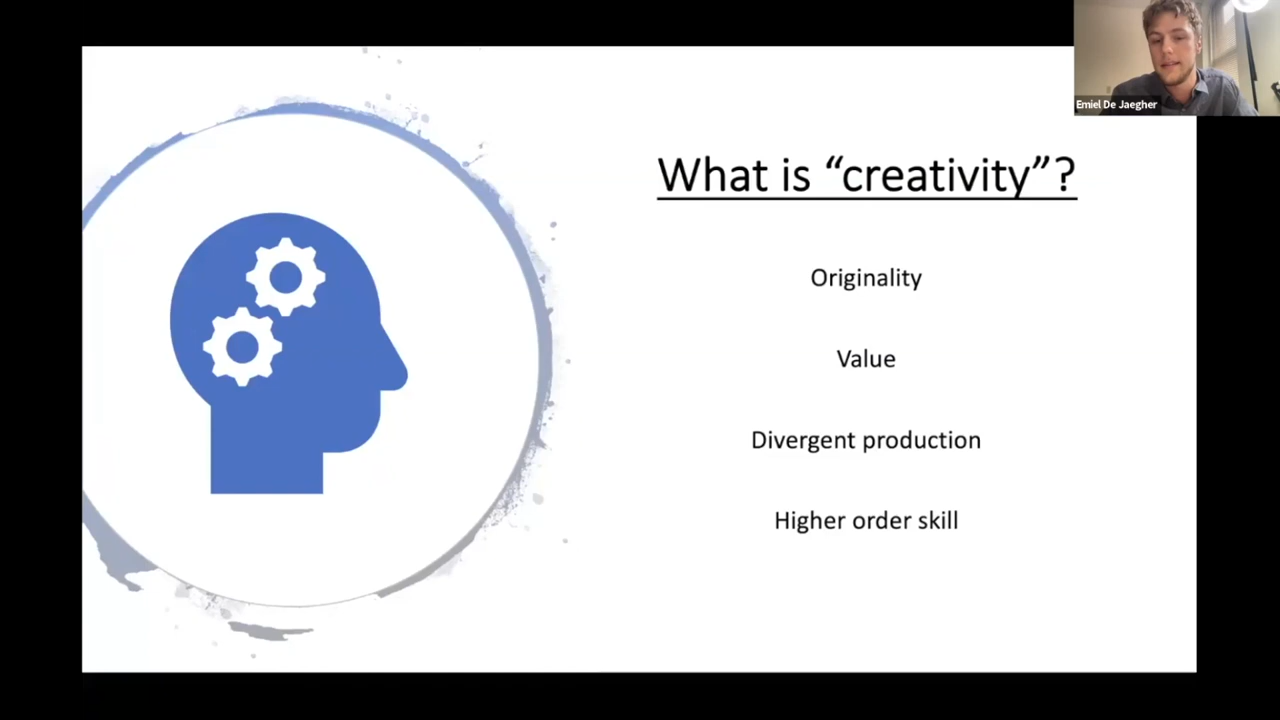 Emiel De Jaegher
What is “creativity”?
Originality
Value
Divergent production
Higher order skill